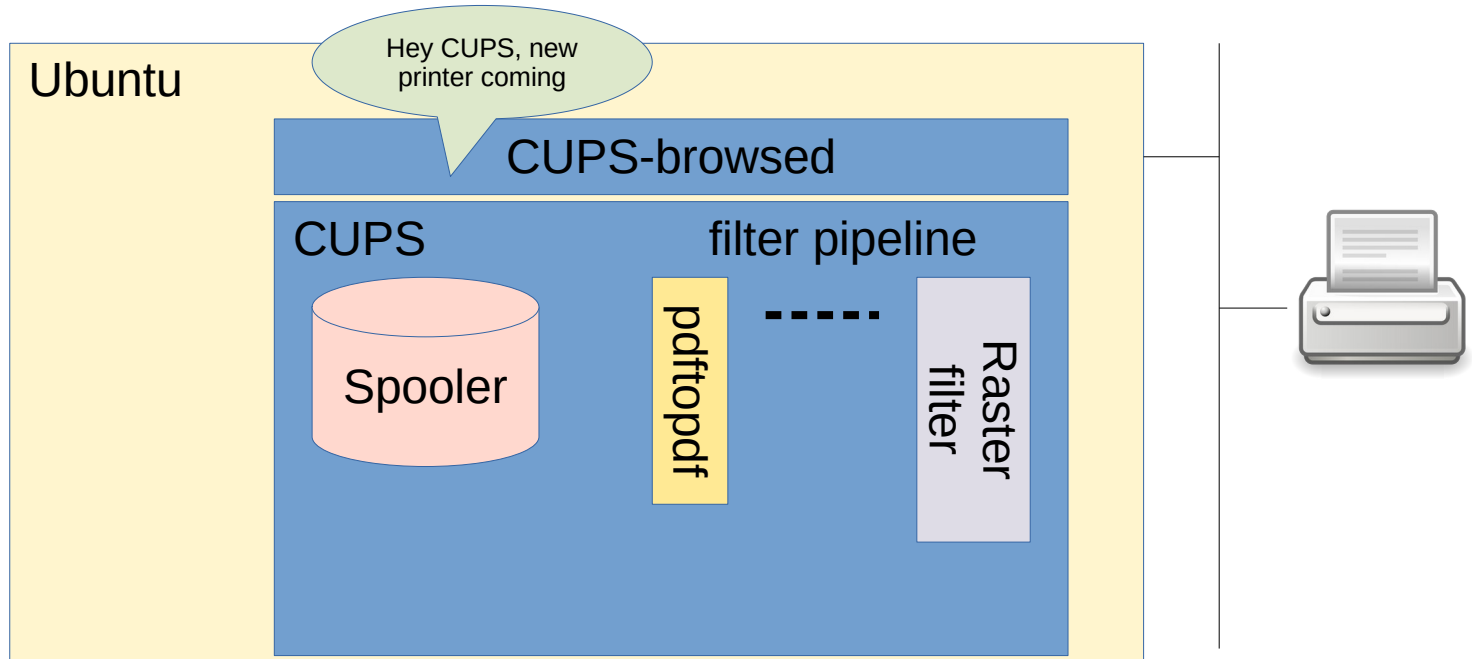 Hey CUPS, new
printer coming
Ubuntu
CUPS-browsed
CUPS
filter pipeline
Spooler
pdftopdf
Raster
filter